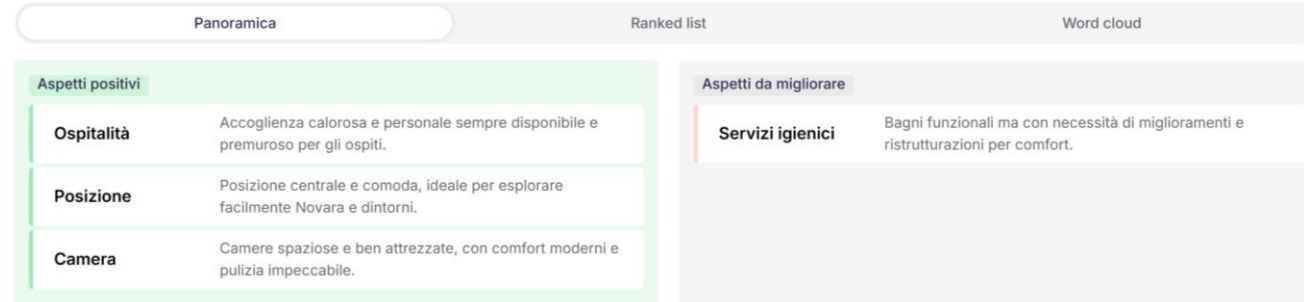 Panoramica
Ranked list
Word cloud
Aspetti positivi
Ospitalità
Accoglienza calorosa e personale sempre disponibile e
premuroso per gli ospiti.
Posizione
Posizione centrale e comoda, ideale per esplorare
facilmente Novara e dintorni.
Camera
Camere spaziose e ben attrezzate, con comfort moderni e
pulizia impeccabile.
Aspetti da migliorare
Servizi igienici
Bagni funzionali ma con necessità di miglioramenti e
ristrutturazioni per comfort.